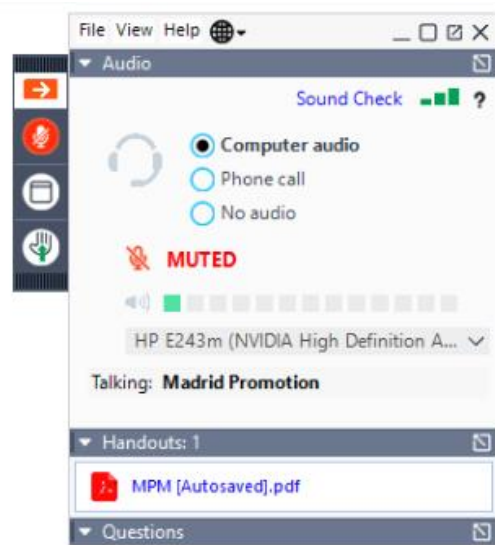 File View Help
Audio
Sound Check ?
Computer audio
Phone call
No audio
MUTED
HP E243m (NVIDIA High Definition A...
Talking: Madrid Promotion
Handouts: 1
MPM [Autosaved].pdf
Questions